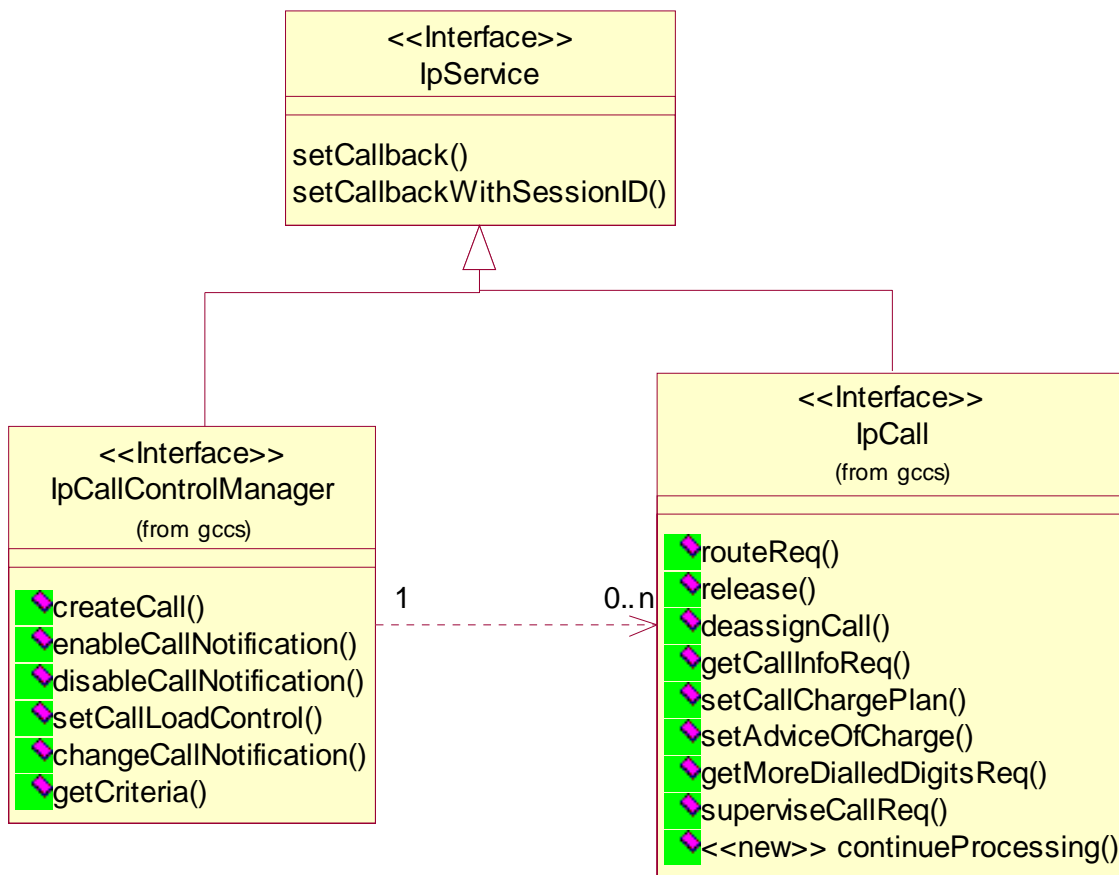 <<Interface>>
IpService
setCallback()
setCallbackWithSessionID()
<<Interface>>
IpCallControlManager
(from gccs)
createCall()
enableCallNotification()
disableCallNotification()
setCallLoadControl()
changeCallNotification()
getCriteria()
1
0..n
<<Interface>>
IpCall
(from gccs)
routeReq()
release()
deassignCall()
getCallInfoReq()
setCallChargePlan()
setAdviceOfCharge()
getMoreDialledDigitsReq()
superviseCallReq()
<<new>> continueProcessing()